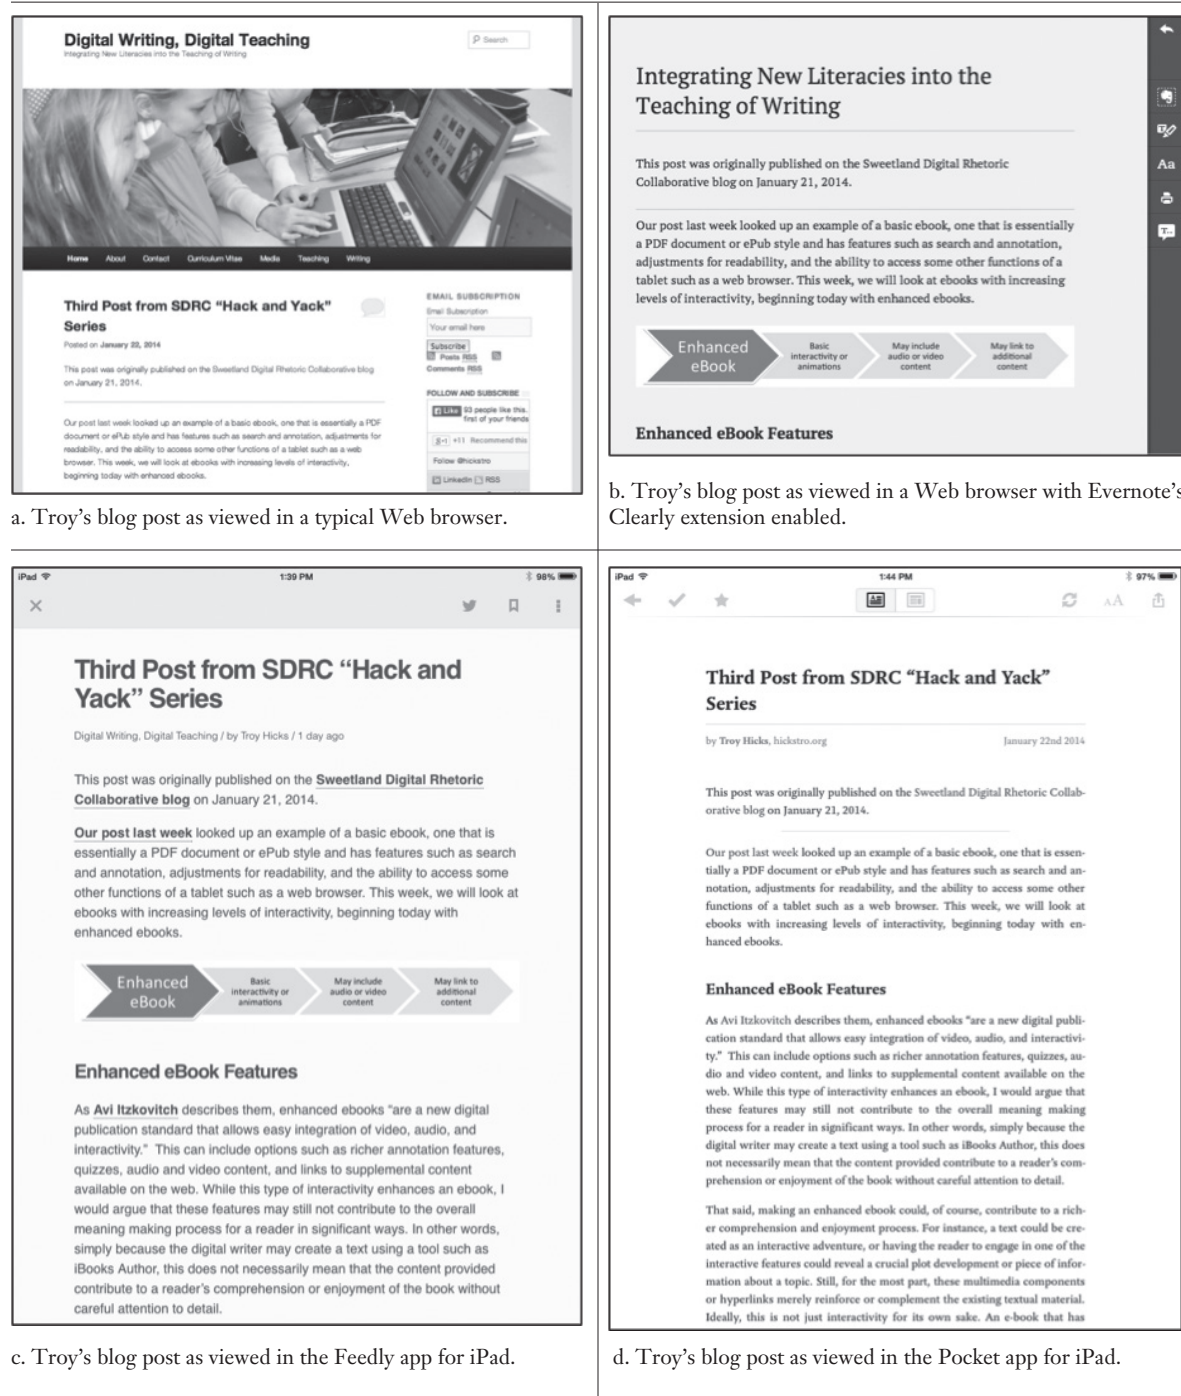 Digital Writing, Digital Teaching
Integrating New Literacies into the Teaching of Writing
Search
Home About Contact Curriculum Vitae Media Teaching Writing
Third Post from SDRC “Hack and Yack”
Series
Posted on January 22, 2014
This post was originally published on the Sweetland Digital Rhetoric Collaborative blog
on January 21, 2014.
Our post last week looked up an example of a basic ebook, one that is essentially a PDF
document or ePub style and has features such as search and annotation, adjustments for
readability, and the ability to access some other functions of a tablet such as a web
browser. This week, we will look at ebooks with increasing levels of interactivity,
beginning today with enhanced ebooks.
EMAIL SUBSCRIPTION
Email Subscription
Your email here
Subscribe
Posts RSS
Comments RSS
FOLLOW AND SUBSCRIBE
Like 93 people like this.
first of your friends
g+1 +11 Recommend this
Follow @hickstro
LinkedIn RSS
a. Troy’s blog post as viewed in a typical Web browser.
Integrating New Literacies into the
Teaching of Writing
This post was originally published on the Sweetland Digital Rhetoric
Collaborative blog on January 21, 2014.
Our post last week looked up an example of a basic ebook, one that is essentially
a PDF document or ePub style and has features such as search and annotation,
adjustments for readability, and the ability to access some other functions of a
tablet such as a web browser. This week, we will look at ebooks with increasing
levels of interactivity, beginning today with enhanced ebooks.
Enhanced
eBook
Basic
interactivity or
animations
May include
audio or video
content
May link to
additional
content
Enhanced eBook Features
Aa
b. Troy’s blog post as viewed in a Web browser with Evernote’s
Clearly extension enabled.
iPad 1:39 PM 98%
Third Post from SDRC “Hack and
Yack” Series
Digital Writing, Digital Teaching / by Troy Hicks / 1 day ago
This post was originally published on the Sweetland Digital Rhetoric
Collaborative blog on January 21, 2014.
Our post last week looked up an example of a basic ebook, one that is
essentially a PDF document or ePub style and has features such as search
and annotation, adjustments for readability, and the ability to access some
other functions of a tablet such as a web browser. This week, we will look at
ebooks with increasing levels of interactivity, beginning today with
enhanced ebooks.
Enhanced
eBook
Basic
interactivity or
animations
May include
audio or video
content
May link to
additional
content
Enhanced eBook Features
As Avi Itzkovitch describes them, enhanced ebooks “are a new digital
publication standard that allows easy integration of video, audio, and
interactivity.” This can include options such as richer annotation features,
quizzes, audio and video content, and links to supplemental content
available on the web. While this type of interactivity enhances an ebook, I
would argue that these features may still not contribute to the overall
meaning making process for a reader in significant ways. In other words,
simply because the digital writer may create a text using a tool such as
iBooks Author, this does not necessarily mean that the content provided
contribute to a reader’s comprehension or enjoyment of the book without
careful attention to detail.
c. Troy’s blog post as viewed in the Feedly app for iPad.
iPad 1:44 PM 97%
AA
Third Post from SDRC “Hack and Yack”
Series
by Troy Hicks, hickstro.org January 22nd 2014
This post was originally published on the Sweetland Digital Rhetoric Collab-
orative blog on January 21, 2014.
Our post last week looked up an example of a basic ebook, one that is essen-
tially a PDF document or ePub style and has features such as search and an-
notation, adjustments for readability, and the ability to access some other
functions of a tablet such as a web browser. This week, we will look at
ebooks with increasing levels of interactivity, beginning today with en-
hanced ebooks.
Enhanced eBook Features
As Avi Itzkovitch describes them, enhanced ebooks “are a new digital publi-
cation standard that allows easy integration of video, audio, and interactivi-
ty.” This can include options such as richer annotation features, quizzes, au-
dio and video content, and links to supplemental content available on the
web. While this type of interactivity enhances an ebook, I would argue that
these features may still not contribute to the overall meaning making
process for a reader in significant ways. In other words, simply because the
digital writer may create a text using a tool such as iBooks Author, this does
not necessarily mean that the content provided contribute to a reader’s com-
prehension or enjoyment of the book without careful attention to detail.
That said, making an enhanced ebook could, of course, contribute to a rich-
er comprehension and enjoyment process. For instance, a text could be cre-
ated as an interactive adventure, or having the reader to engage in one of the
interactive features could reveal a crucial plot development or piece of infor-
mation about a topic. Still, for the most part, these multimedia components
or hyperlinks merely reinforce or complement the existing textual material.
Ideally, this is not just interactivity for its own sake. An e-book that has
d. Troy’s blog post as viewed in the Pocket app for iPad.